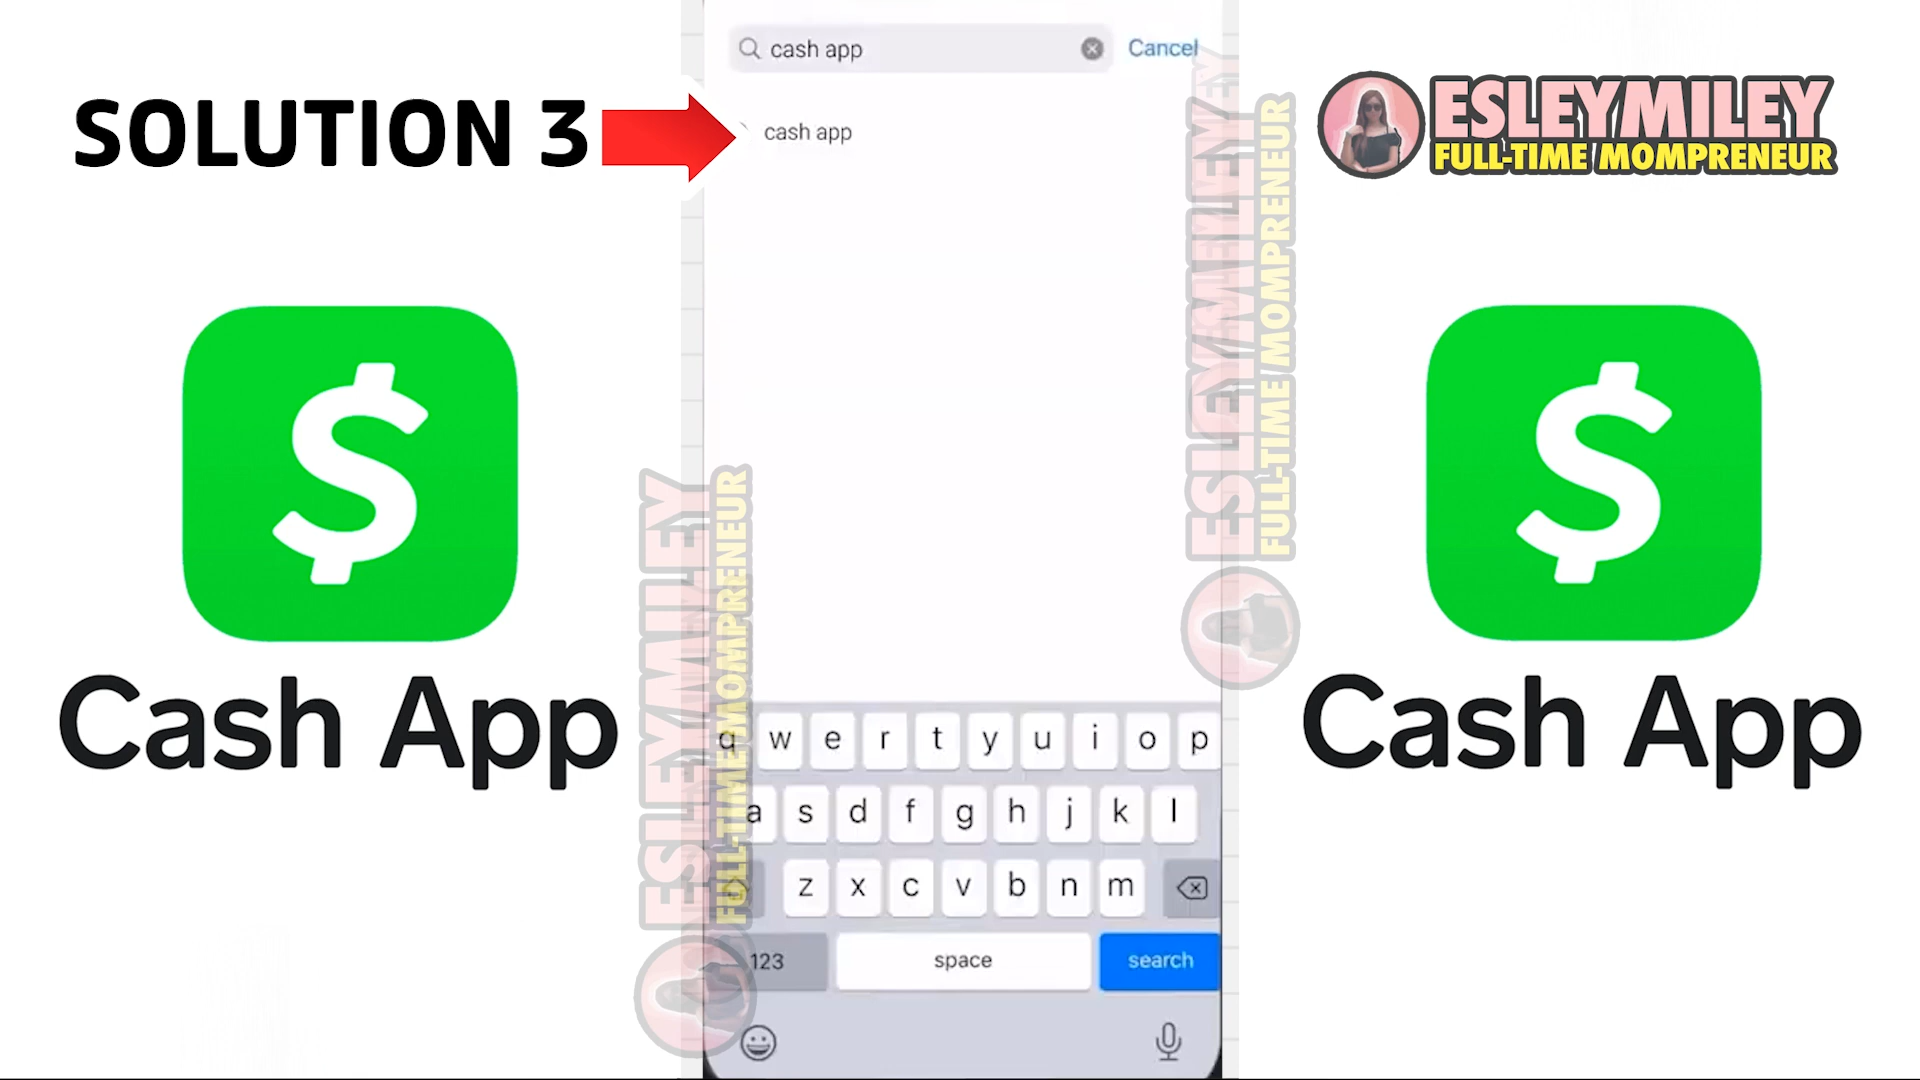 cash app
Cancel
SOLUTION 3
cash app
ESLEYMILEY
FULL-TIME MOMPRENEUR
ESLEYMILEY
FULL-TIME MOMPRENEUR
Cash App
Cash App
ESLEYMILEY
FULL-TIME MOMPRENEUR
q w e r t y u i o p
a s d f g h j k l
z x c v b n m
123 space search